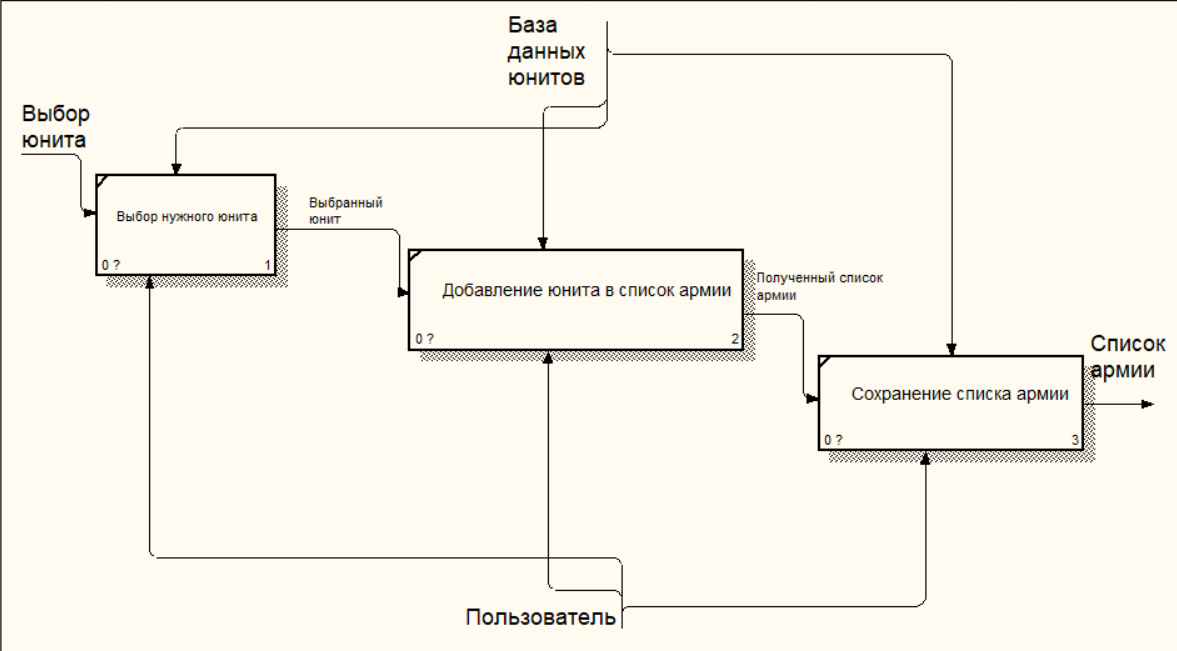 База
данных
юнитов
Выбор
юнита
Выбор нужного юнита
0 ?
1
Выбранный
юнит
Добавление юнита в список армии
0 ?
2
Полученный список
армии
Сохранение списка армии
0 ?
3
Список
армии
Пользователь